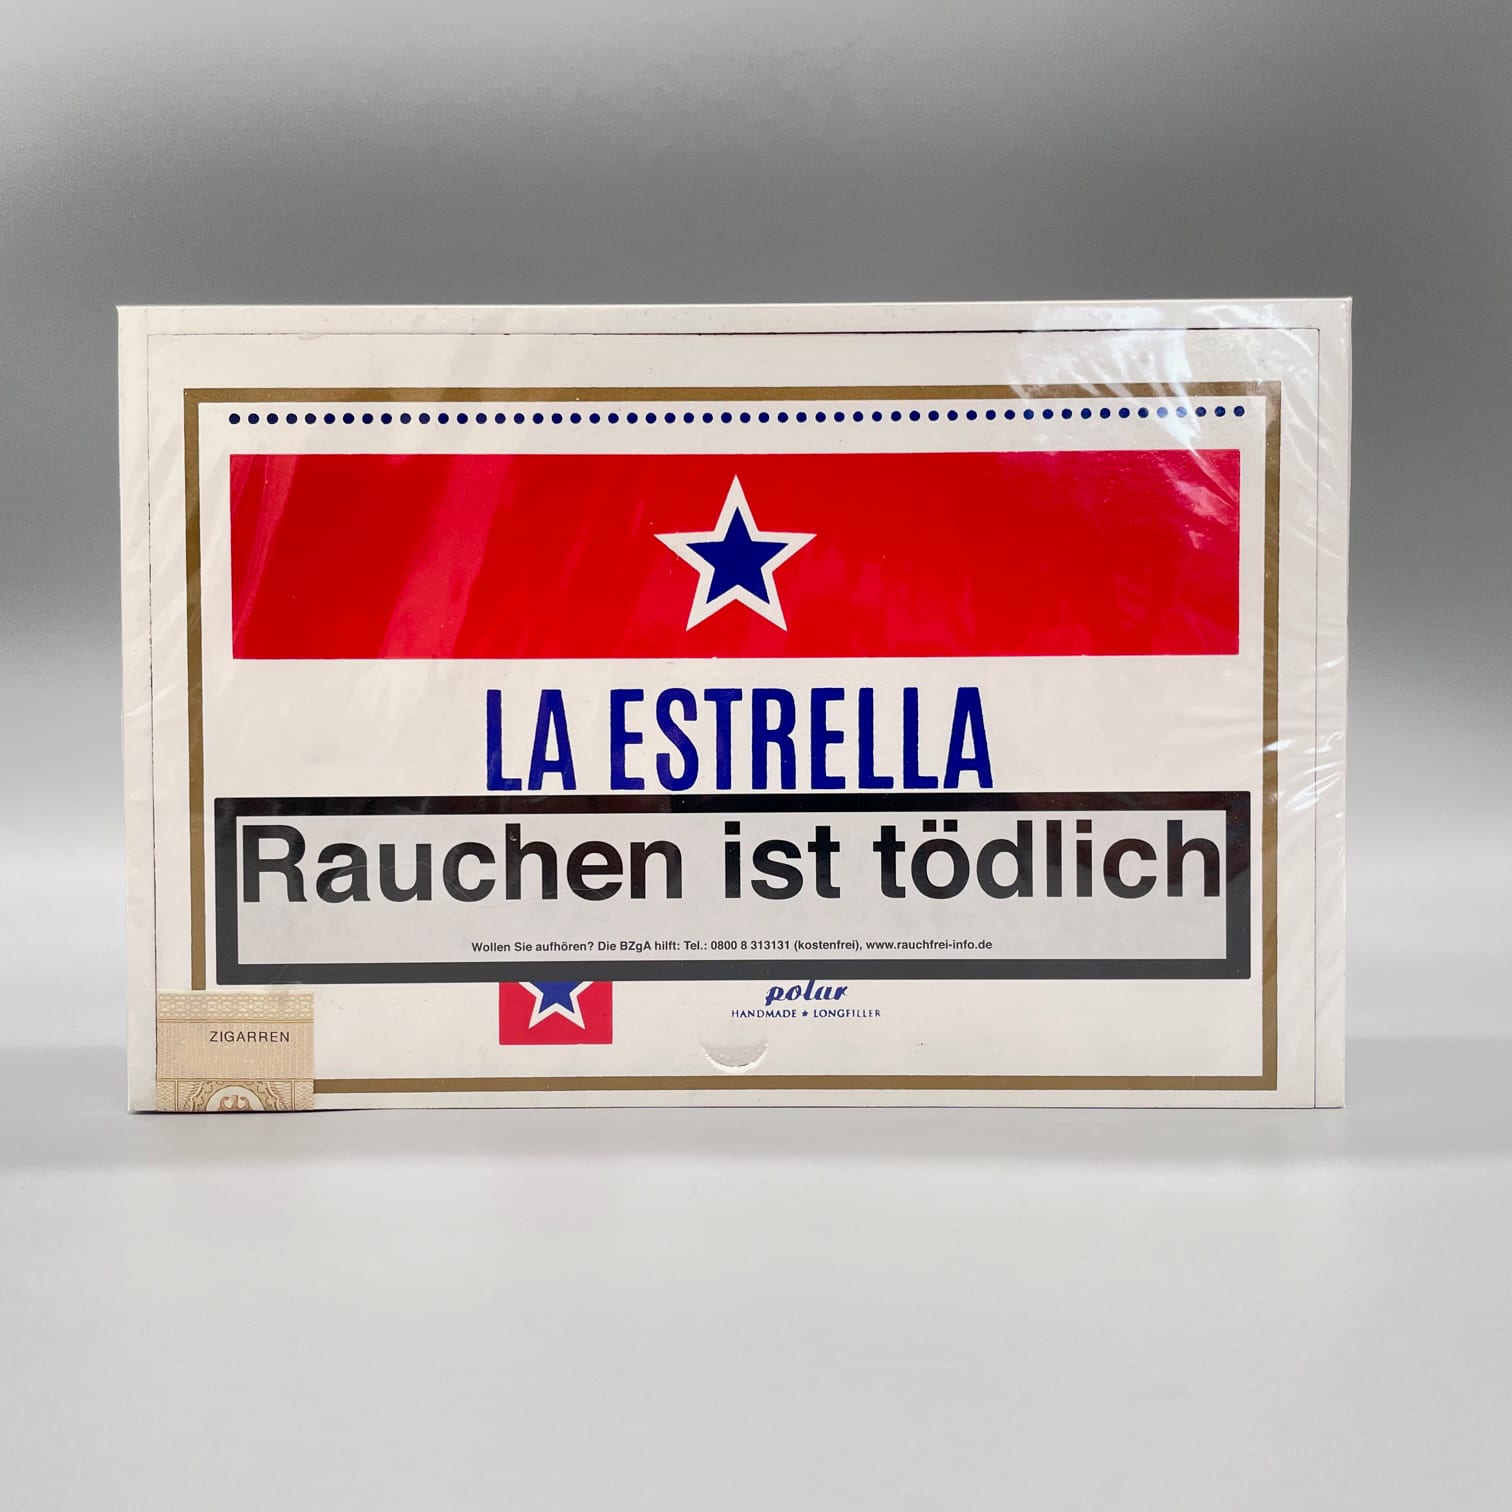 LA ESTRELLA
Rauchen ist tödlich
Wollen Sie aufhören? Die BZgA hilft: Tel.: 0800 8 313131 (kostenfrei), www.rauchfrei-info.de
polar
HANDMADE ★ LONGFILLER
ZIGARREN